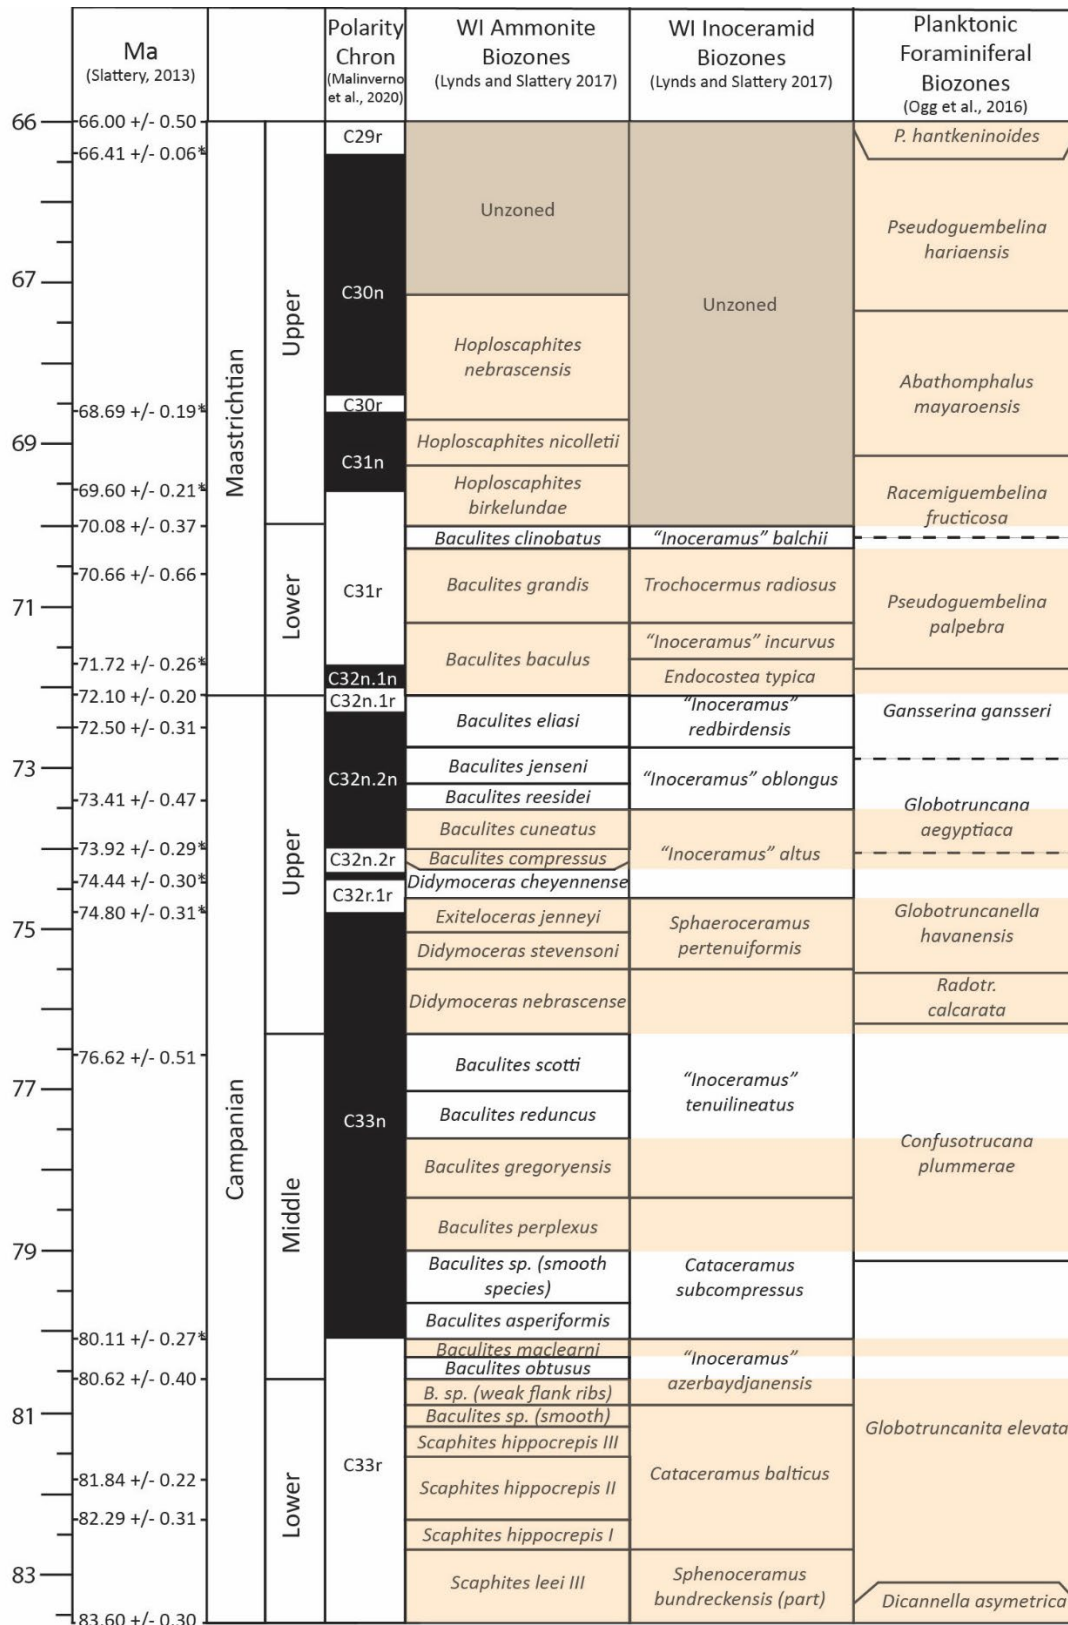 Ma
(Slattery, 2013)
Polarity
Chron
(Malinverno
et al., 2020)
WI Ammonite
Biozones
(Lynds and Slattery 2017)
WI Inoceramid
Biozones
(Lynds and Slattery 2017)
Planktonic
Foraminiferal
Biozones
(Ogg et al., 2016)
66
67
69
71
73
75
77
79
81
83
66.00 +/- 0.50
66.41 +/- 0.06*
68.69 +/- 0.19*
69.60 +/- 0.21*
70.08 +/- 0.37
70.66 +/- 0.66
71.72 +/- 0.26*
72.10 +/- 0.20
72.50 +/- 0.31
73.41 +/- 0.47
73.92 +/- 0.29*
74.44 +/- 0.30*
74.80 +/- 0.31*
76.62 +/- 0.51
80.11 +/- 0.27*
80.62 +/- 0.40
81.84 +/- 0.22
82.29 +/- 0.31
83.60 +/- 0.30
Maastrichtian
Campanian
Upper
Lower
Upper
Middle
Lower
C29r
C30n
C30r
C31n
C31r
C32n.1n
C32n.1r
C32n.2n
C32n.2r
C32r.1r
C33n
C33r
Unzoned
Hoploscaphites
nebrascensis
Hoploscaphites nicolletii
Hoploscaphites
birkelundae
Baculites clinobatus
Baculites grandis
Baculites baculus
Baculites eliasi
Baculites jenseni
Baculites reesidei
Baculites cuneatus
Baculites compressus
Didymoceras cheyennense
Exiteloceras jenneyi
Didymoceras stevensoni
Didymoceras nebrascense
Baculites scotti
Baculites reduncus
Baculites gregoryensis
Baculites perplexus
Baculites sp. (smooth
species)
Baculites asperiformis
Baculites maclearni
Baculites obtusus
B. sp. (weak flank ribs)
Baculites sp. (smooth)
Scaphites hippocrepis III
Scaphites hippocrepis II
Scaphites hippocrepis I
Scaphites leei III
Unzoned
"Inoceramus" balchii
Trochocermus radiosus
"Inoceramus" incurvus
Endocostea typica
"Inoceramus"
redbirdensis
"Inoceramus" oblongus
"Inoceramus" altus
Sphaeroceramus
pertenuiformis
"Inoceramus"
tenuilineatus
Cataceramus
subcompressus
"Inoceramus"
azerbaydjanensis
Cataceramus balticus
Sphenoceramus
bundreckensis (part)
P. hantkeninoides
Pseudoguembelina
hariaensis
Abathomphalus
mayaroensis
Racemiguembelina
fructicosa
Pseudoguembelina
palpebra
Gansserina gansseri
Globotruncana
aegyptiaca
Globotruncanella
havanensis
Radotr.
calcarata
Confusotrucana
plummerae
Globotruncanita elevata
Dicannella asymetrica